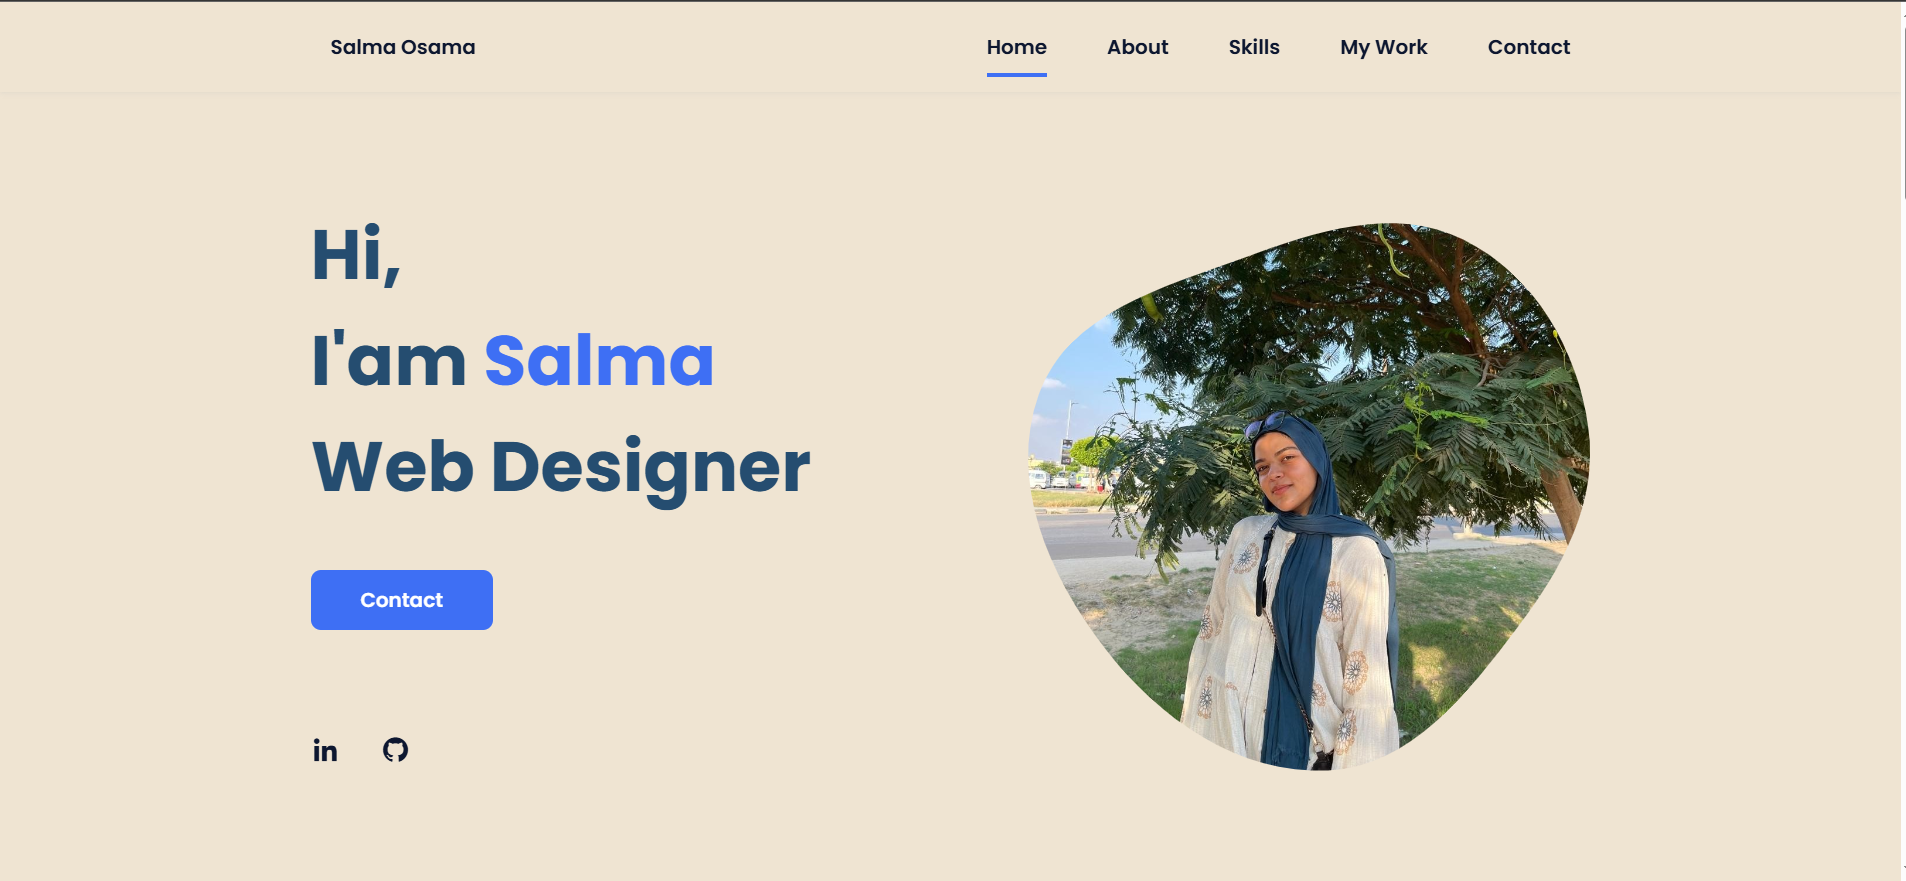 Salma Osama
Home
About
Skills
My Work
Contact
Hi,
I'am Salma
Web Designer
Contact
in